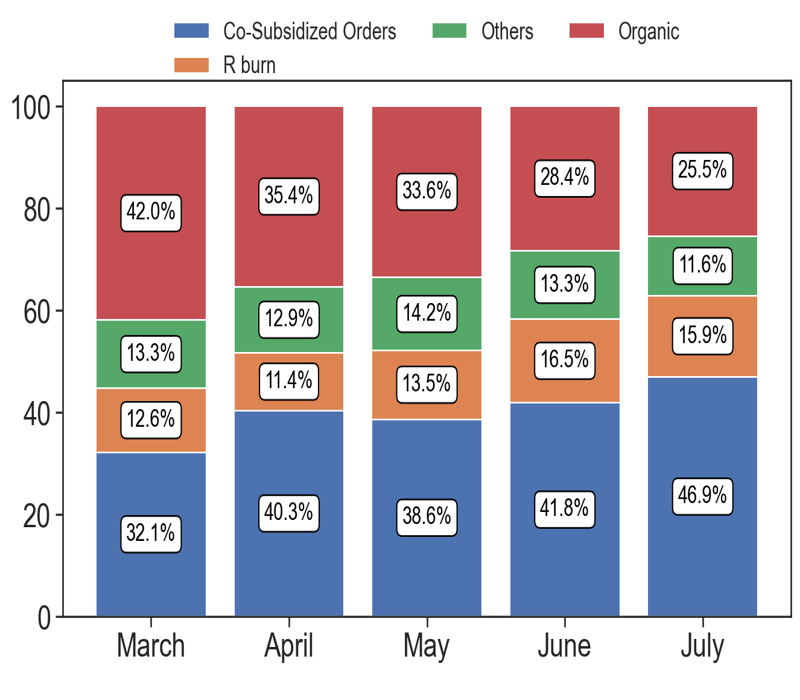 Co-Subsidized Orders Others Organic
R burn
100
80
60
40
20
0
42.0% 35.4% 33.6% 28.4% 25.5%
13.3% 12.9% 14.2% 13.3% 11.6%
12.6% 11.4% 13.5% 16.5% 15.9%
32.1% 40.3% 38.6% 41.8% 46.9%
March April May June July